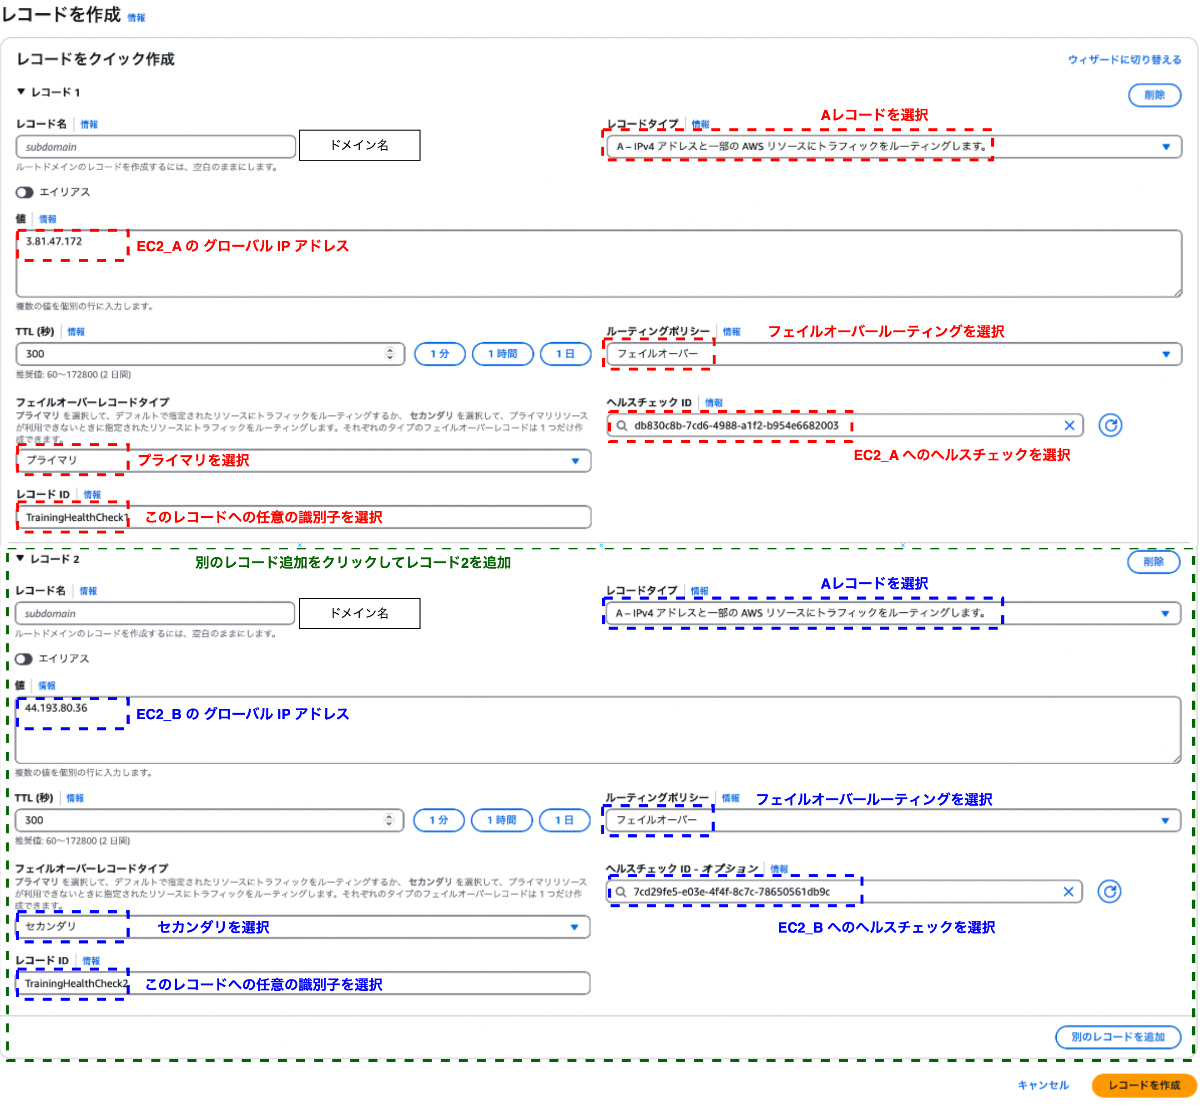 レコードを作成 情報
レコードをクイック作成
ウィザードに切り替える
▼ レコード 1
削除
レコード名 情報
subdomain
ドメイン名
ルートドメインのレコードを作成するには、空白のままにします。
Aレコードを選択
レコードタイプ 情報
A – IPv4 アドレスと一部の AWS リソースにトラフィックをルーティングします。
エイリアス
値 情報
3.81.47.172
EC2_A の グローバル IP アドレス
複数の値を個別の行に入力します。
TTL (秒) 情報
300
1 分
1 時間
1 日
推奨値: 60～172800 (2 日間)
ルーティングポリシー 情報
フェイルオーバールーティングを選択
フェイルオーバー
フェイルオーバーレコードタイプ
プライマリ を選択して、デフォルトで指定されたリソースにトラフィックをルーティングするか、 セカンダリ を選択して、プライマリリソース
が利用できないときに指定されたリソースにトラフィックをルーティングします。それぞれのタイプのフェイルオーバーレコードは 1 つだけ作
成できます。
プライマリ
プライマリを選択
ヘルスチェック ID 情報
db830c8b-7cd6-4988-a1f2-b954e6682003
EC2_A へのヘルスチェックを選択
レコード ID 情報
TrainingHealthCheck1
このレコードへの任意の識別子を選択
▼ レコード 2
別のレコード追加をクリックしてレコード2を追加
削除
レコード名 情報
subdomain
ドメイン名
ルートドメインのレコードを作成するには、空白のままにします。
Aレコードを選択
レコードタイプ 情報
A – IPv4 アドレスと一部の AWS リソースにトラフィックをルーティングします。
エイリアス
値 情報
44.193.80.36
EC2_B の グローバル IP アドレス
複数の値を個別の行に入力します。
TTL (秒) 情報
300
1 分
1 時間
1 日
推奨値: 60～172800 (2 日間)
ルーティングポリシー 情報
フェイルオーバールーティングを選択
フェイルオーバー
フェイルオーバーレコードタイプ
プライマリ を選択して、デフォルトで指定されたリソースにトラフィックをルーティングするか、 セカンダリ を選択して、プライマリリソース
が利用できないときに指定されたリソースにトラフィックをルーティングします。それぞれのタイプのフェイルオーバーレコードは 1 つだけ作
成できます。
セカンダリ
セカンダリを選択
ヘルスチェック ID - オプション 情報
7cd29fe5-e03e-4f4f-8c7c-78650561db9c
EC2_B へのヘルスチェックを選択
レコード ID 情報
TrainingHealthCheck2
このレコードへの任意の識別子を選択
別のレコードを追加
キャンセル
レコードを作成